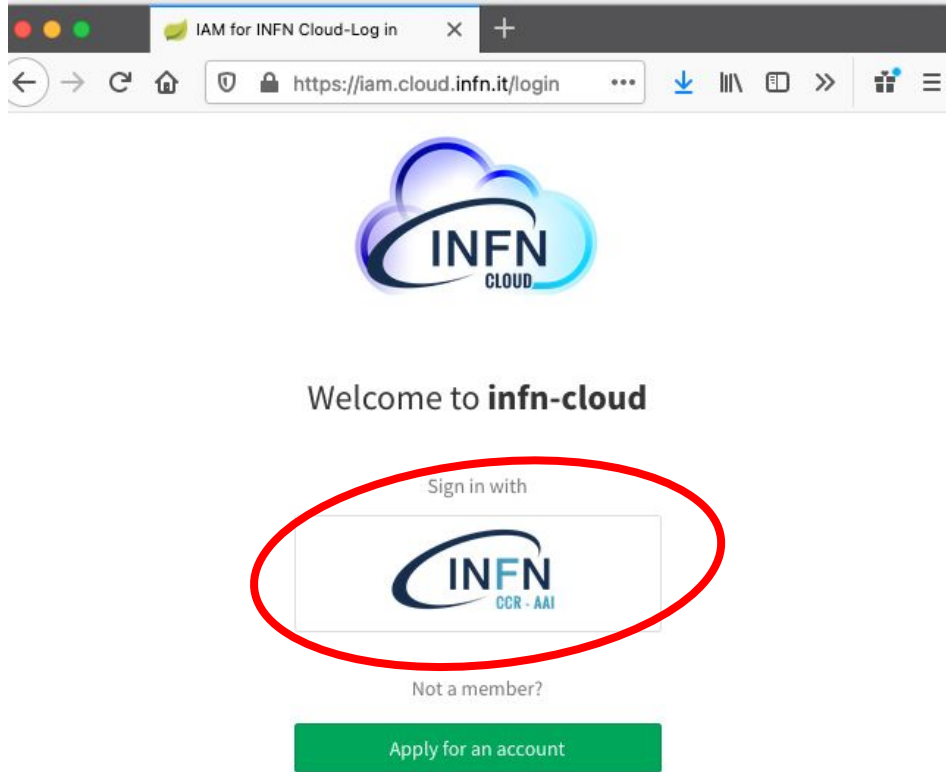 IAM for INFN Cloud-Log in
https://iam.cloud.infn.it/login
INFN
CLOUD
Welcome to infn-cloud
Sign in with
INFN
CCR - AAI
Not a member?
Apply for an account